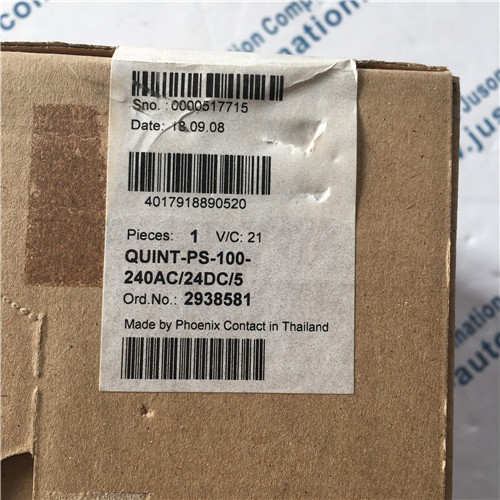 Sno. : 0000517715
Date: 18.09.08
4017918890520
Pieces: 1 V/C: 21
QUINT-PS-100-
240AC/24DC/5
Ord.No.: 2938581
Made by Phoenix Contact in Thailand